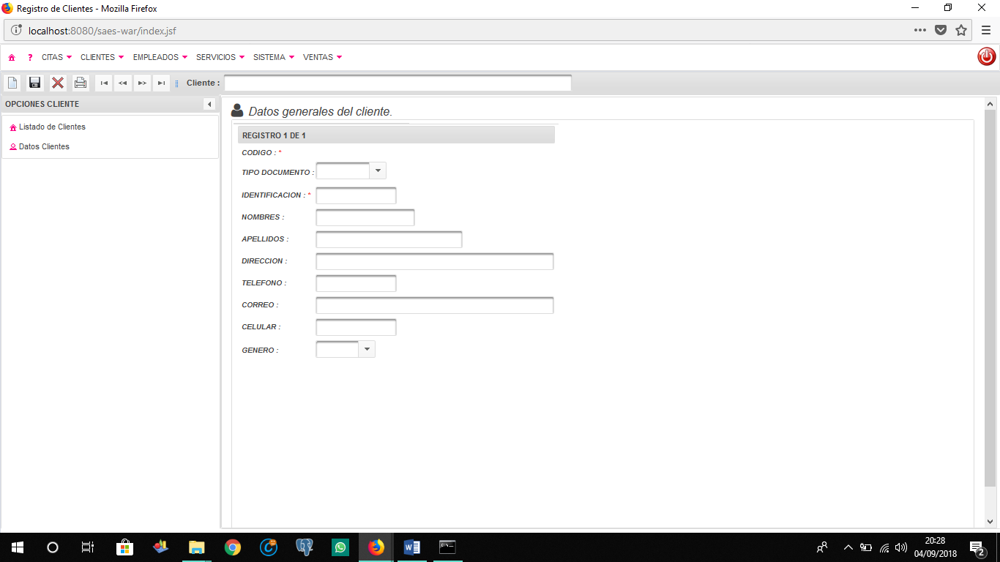 Registro de Clientes - Mozilla Firefox
localhost:8080/saes-war/index.jsf
? CITAS CLIENTES EMPLEADOS SERVICIOS SISTEMA VENTAS
Cliente :
OPCIONES CLIENTE
Listado de Clientes
Datos Clientes
Datos generales del cliente.
REGISTRO 1 DE 1
CODIGO : *
TIPO DOCUMENTO :
IDENTIFICACION : *
NOMBRES :
APELLIDOS :
DIRECCION :
TELEFONO :
CORREO :
CELULAR :
GENERO :
20:28
04/09/2018
2